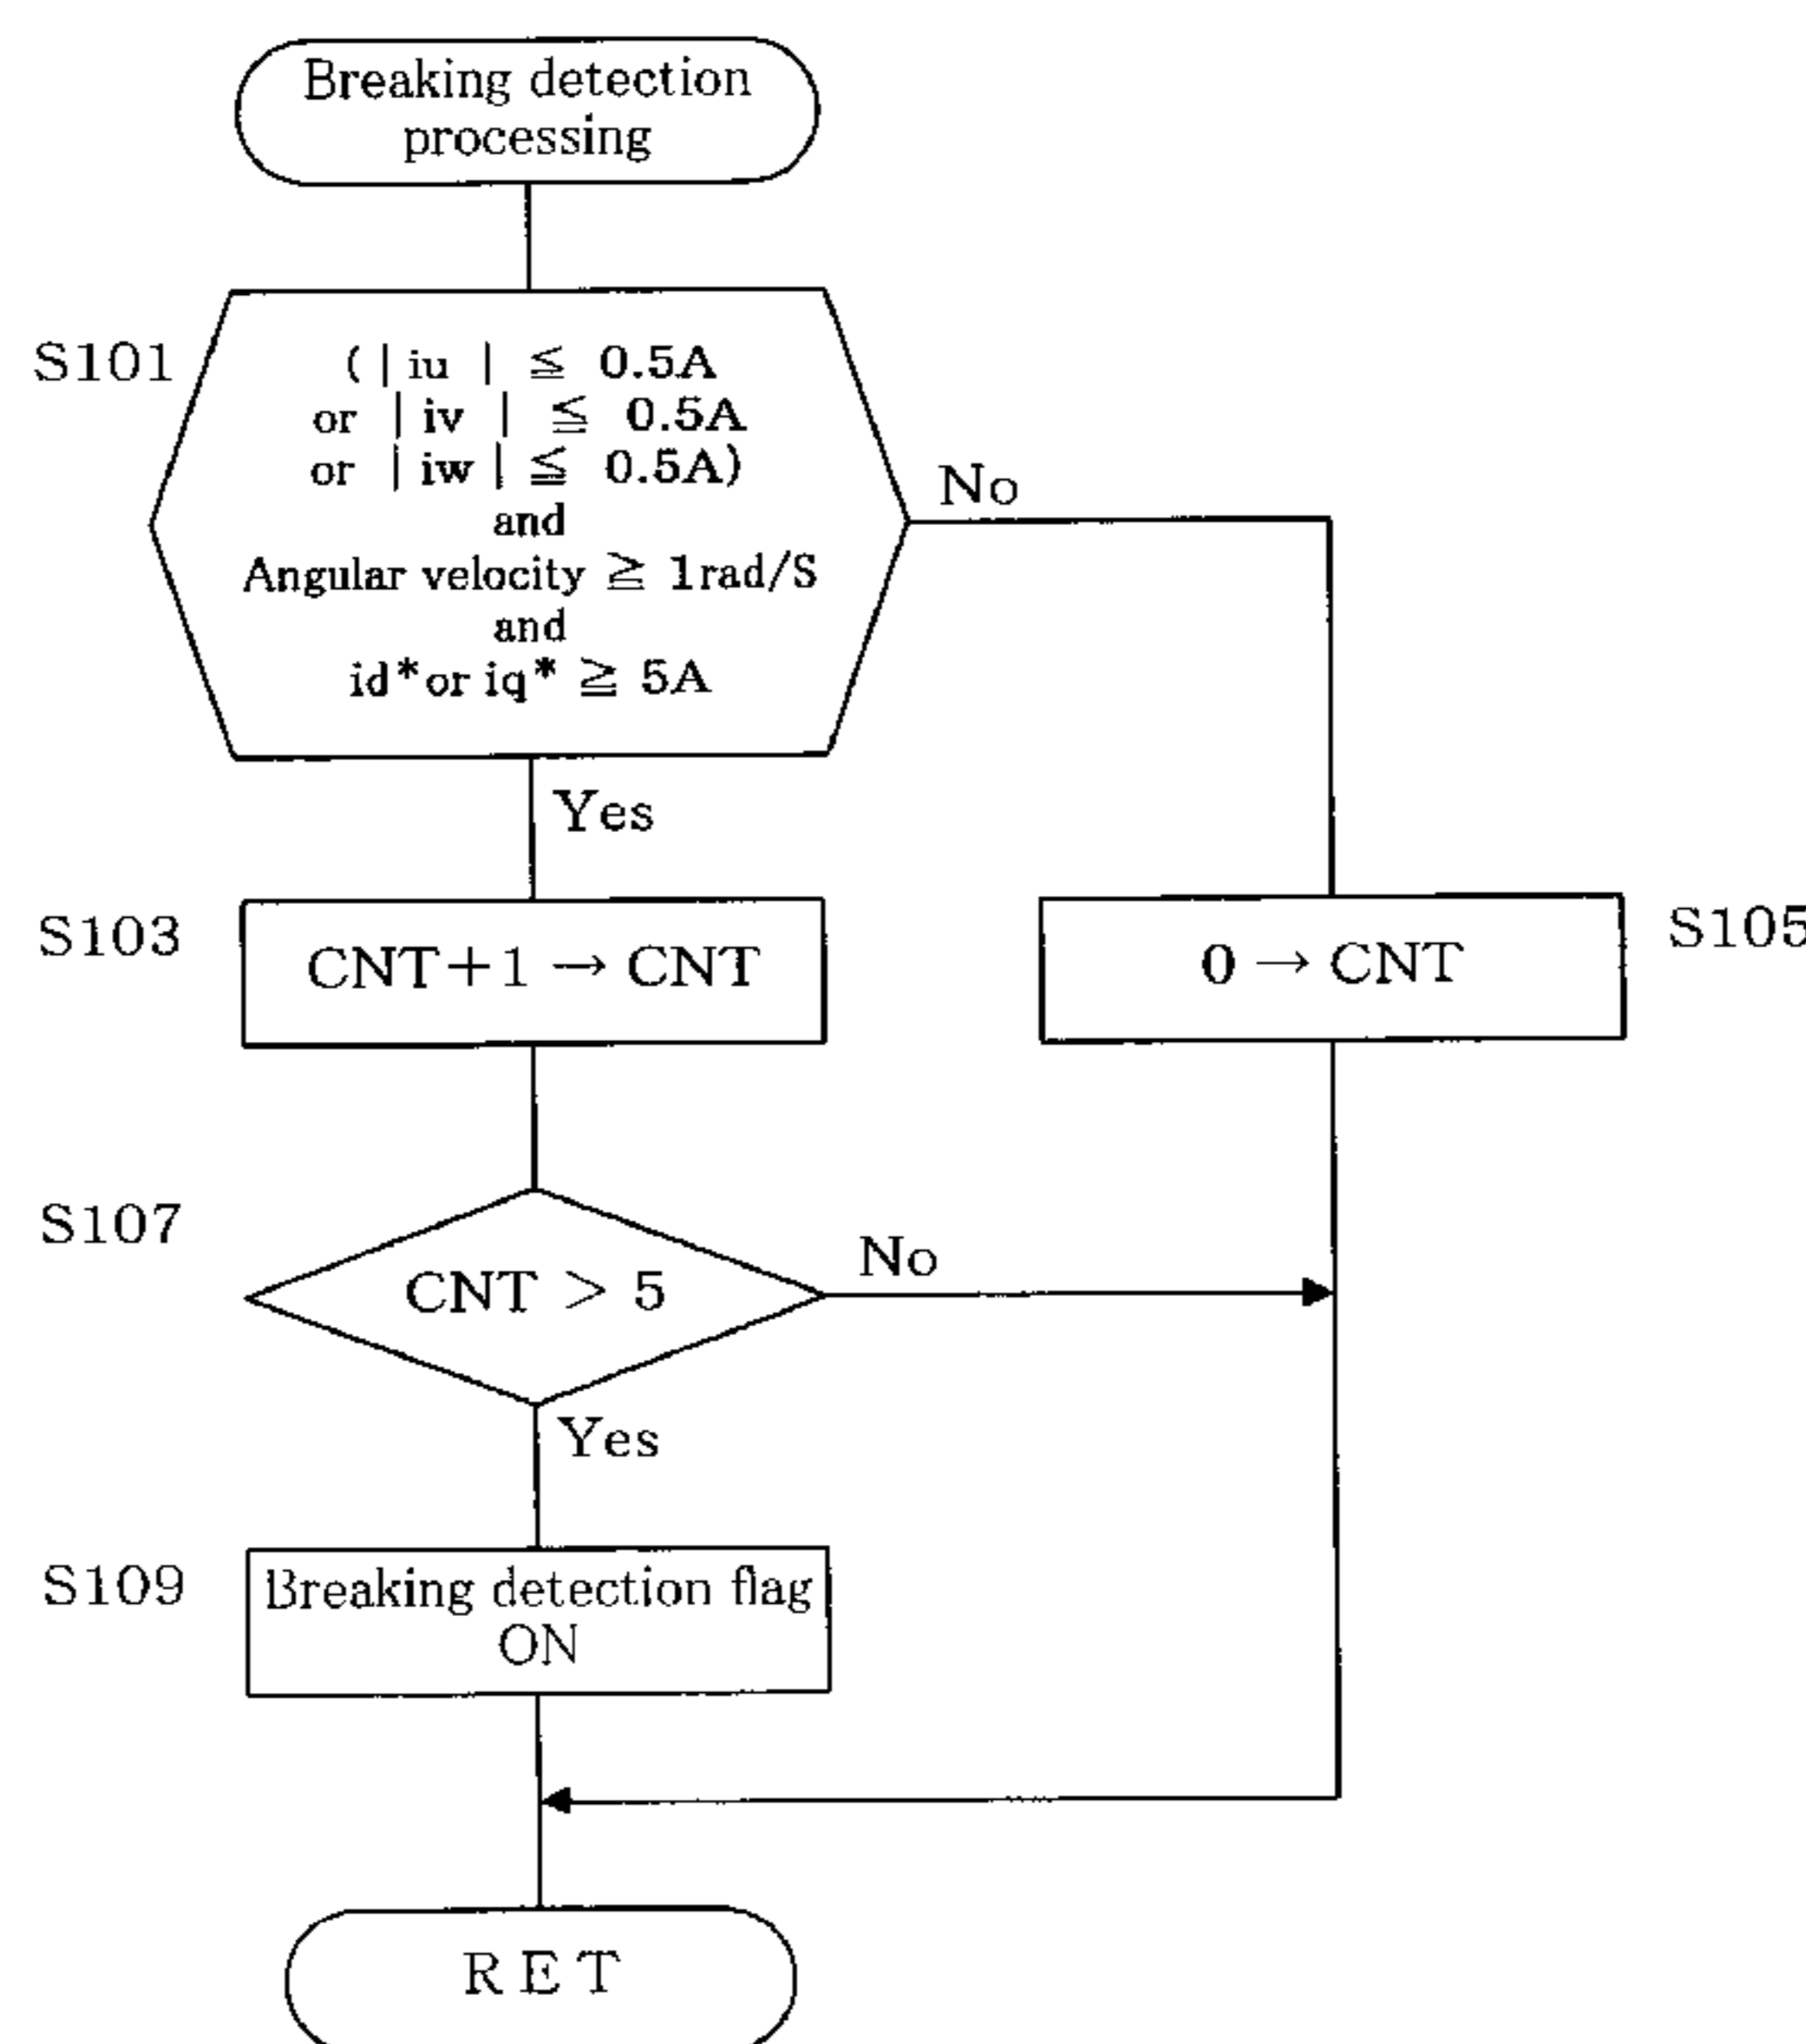 Breaking detection
processing
S101
( | iu | ≦ 0.5A
or | iv | ≦ 0.5A
or | iw | ≦ 0.5A)
and
Angular velocity ≧ 1rad/S
and
id*or iq* ≧ 5A
No
Yes
S103
CNT+1 → CNT
0 → CNT
S105
S107
CNT > 5
No
Yes
S109
Breaking detection flag
ON
RET